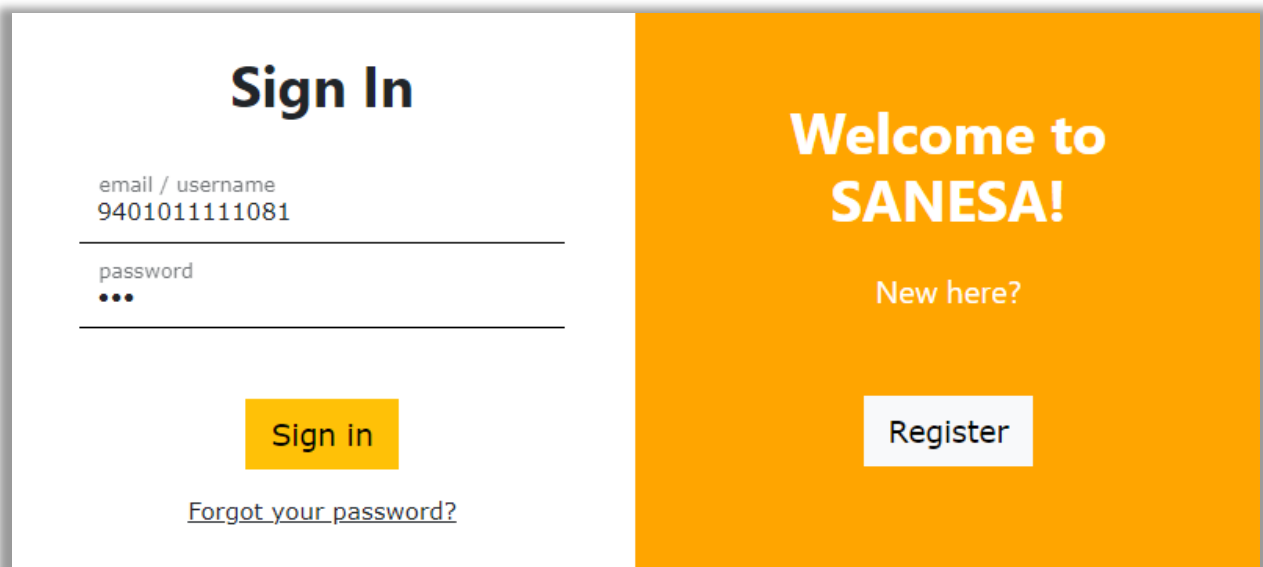 Sign In
email / username
9401011111081
password
•••
Sign in
Forgot your password?
Welcome to
SANESA!
New here?
Register